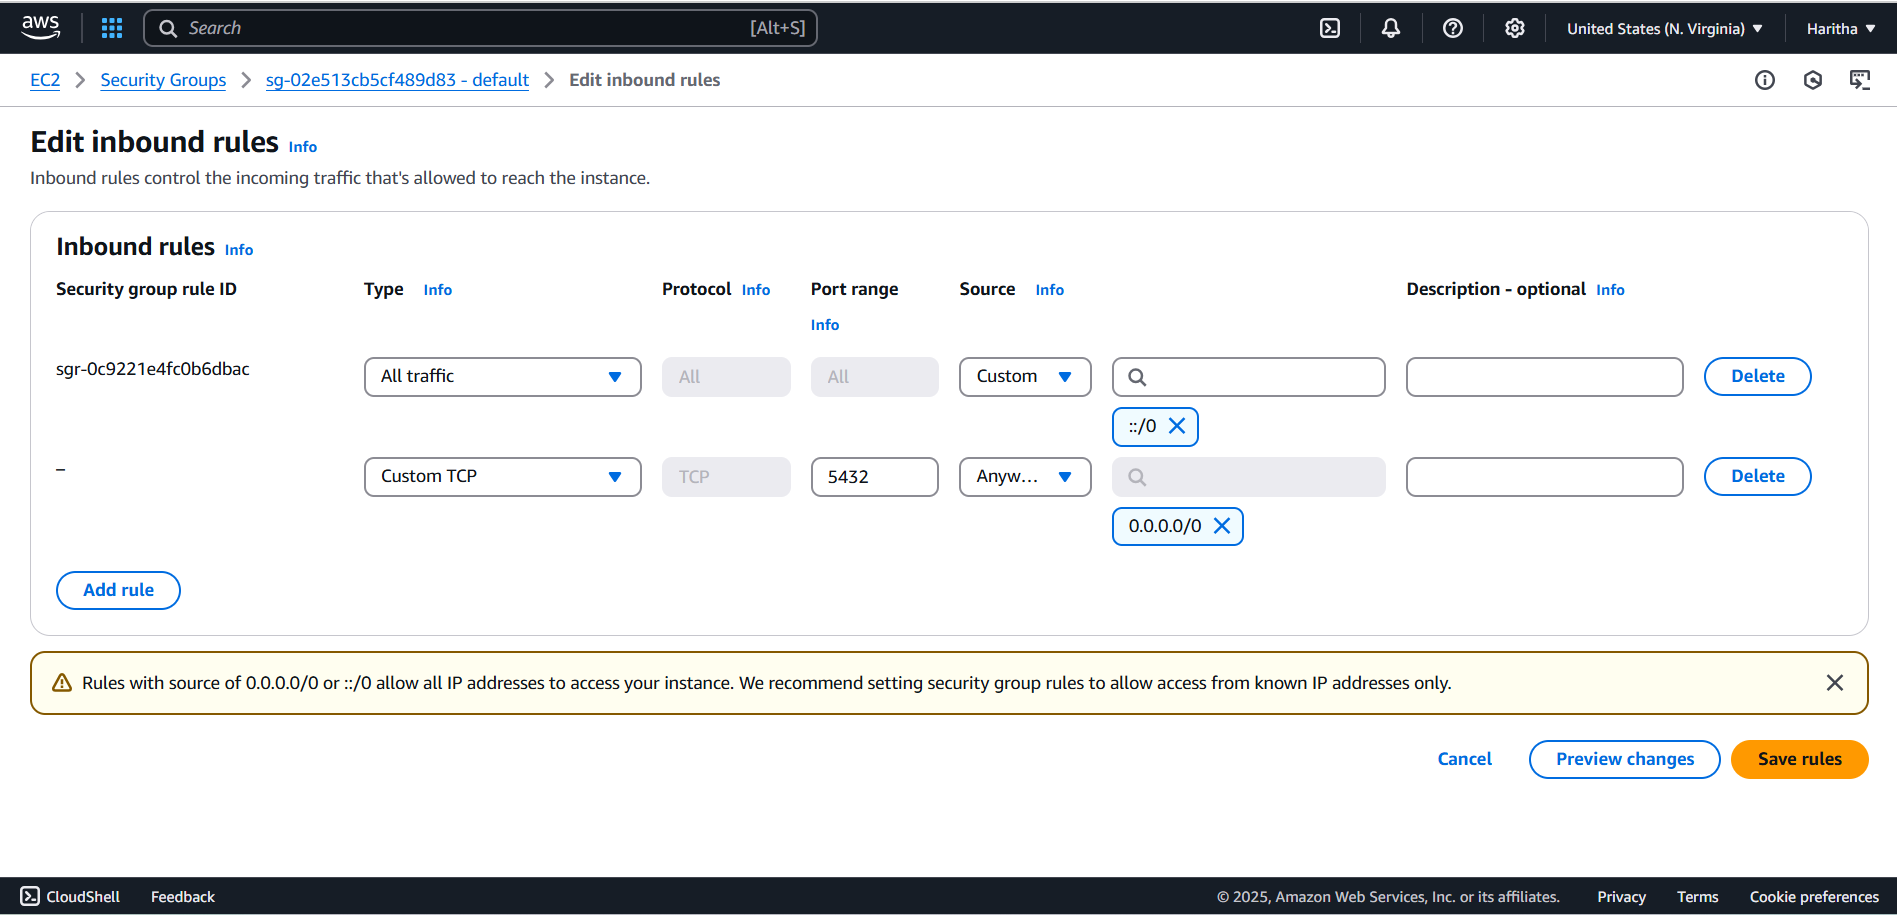 aws Search [Alt+S] United States (N. Virginia) Haritha
EC2 Security Groups sg-02e513cb5cf489d83 - default Edit inbound rules
Edit inbound rules Info
Inbound rules control the incoming traffic that's allowed to reach the instance.
Inbound rules Info
Security group rule ID Type Info Protocol Info Port range Info Source Info Description - optional Info
sgr-0c9221e4fc0b6dbac All traffic All All Custom Delete
::/0
– Custom TCP TCP 5432 Anyw... Delete
0.0.0.0/0
Add rule
Rules with source of 0.0.0.0/0 or ::/0 allow all IP addresses to access your instance. We recommend setting security group rules to allow access from known IP addresses only.
Cancel Preview changes Save rules
CloudShell Feedback © 2025, Amazon Web Services, Inc. or its affiliates. Privacy Terms Cookie preferences